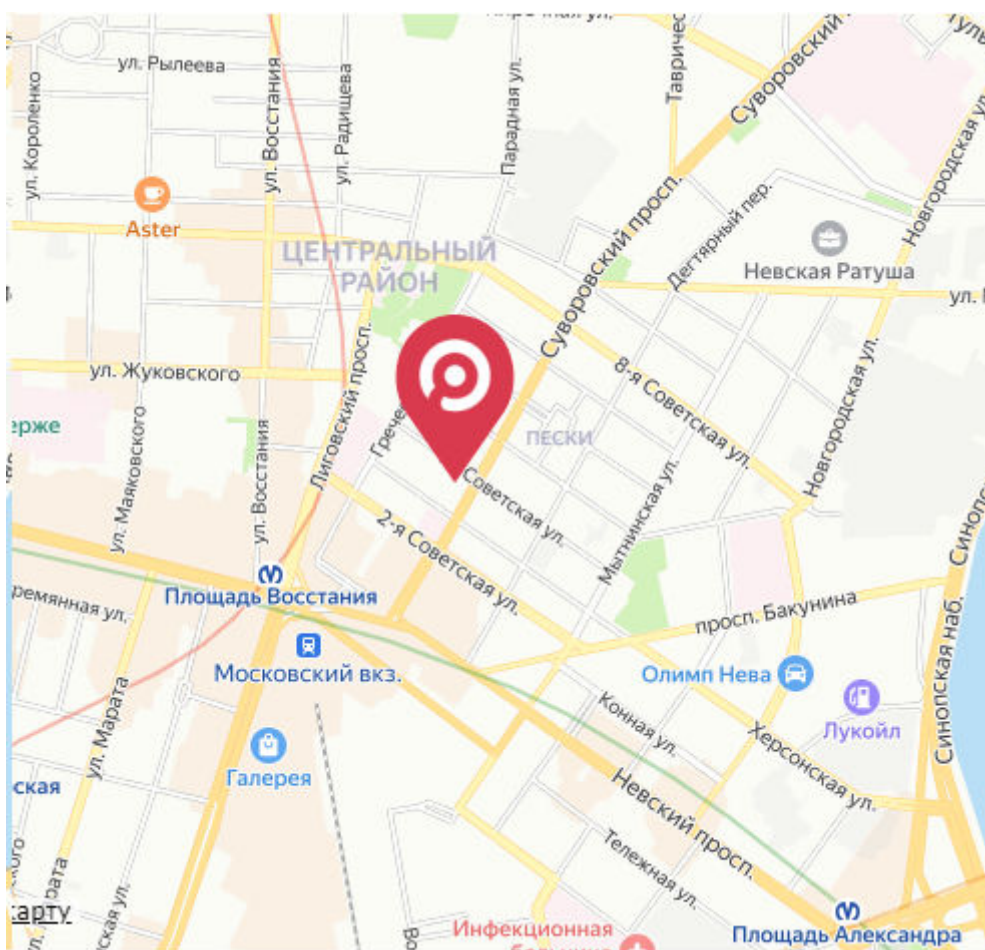 ул. Рылеева
ул. Короленко
ул. Восстания
ул. Радищева
Парадная ул.
Суворовский
Новгородская ул.
Aster
ЦЕНТРАЛЬНЫЙ
РАЙОН
Суворовский просп.
Дегтярный пер.
Невская Ратуша
ул. Жуковского
Лиговский просп.
8-я Советская ул.
Новгородская ул.
ПЕСКИ
ул. Маяковского
ул. Восстания
Советская ул.
2-я Советская ул.
Мытнинская ул.
Площадь Восстания
просп. Бакунина
Синопская наб.
Московский вкз.
Олимп Нева
Лукойл
Конная ул.
Херсонская ул.
ул. Марата
Галерея
Невский просп.
Тележная ул.
карту
Инфекционная
Площадь Александра